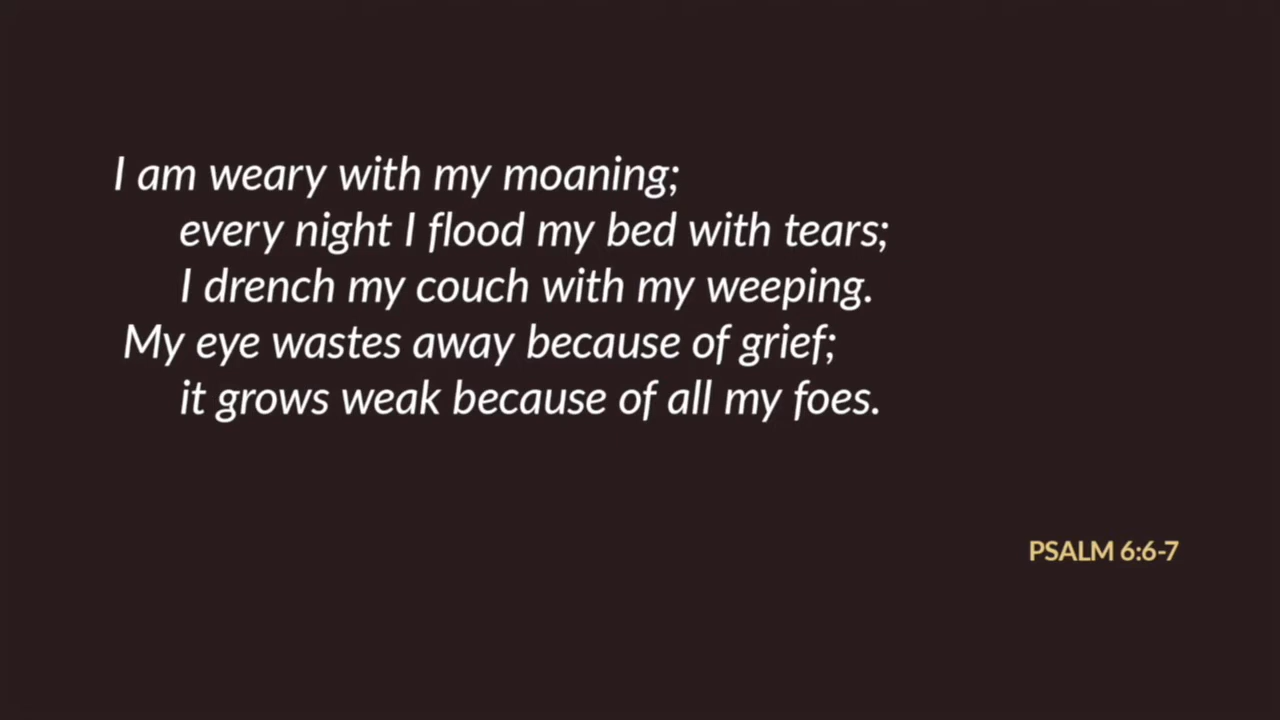 I am weary with my moaning;
every night I flood my bed with tears;
I drench my couch with my weeping.
My eye wastes away because of grief;
it grows weak because of all my foes.
PSALM 6:6-7